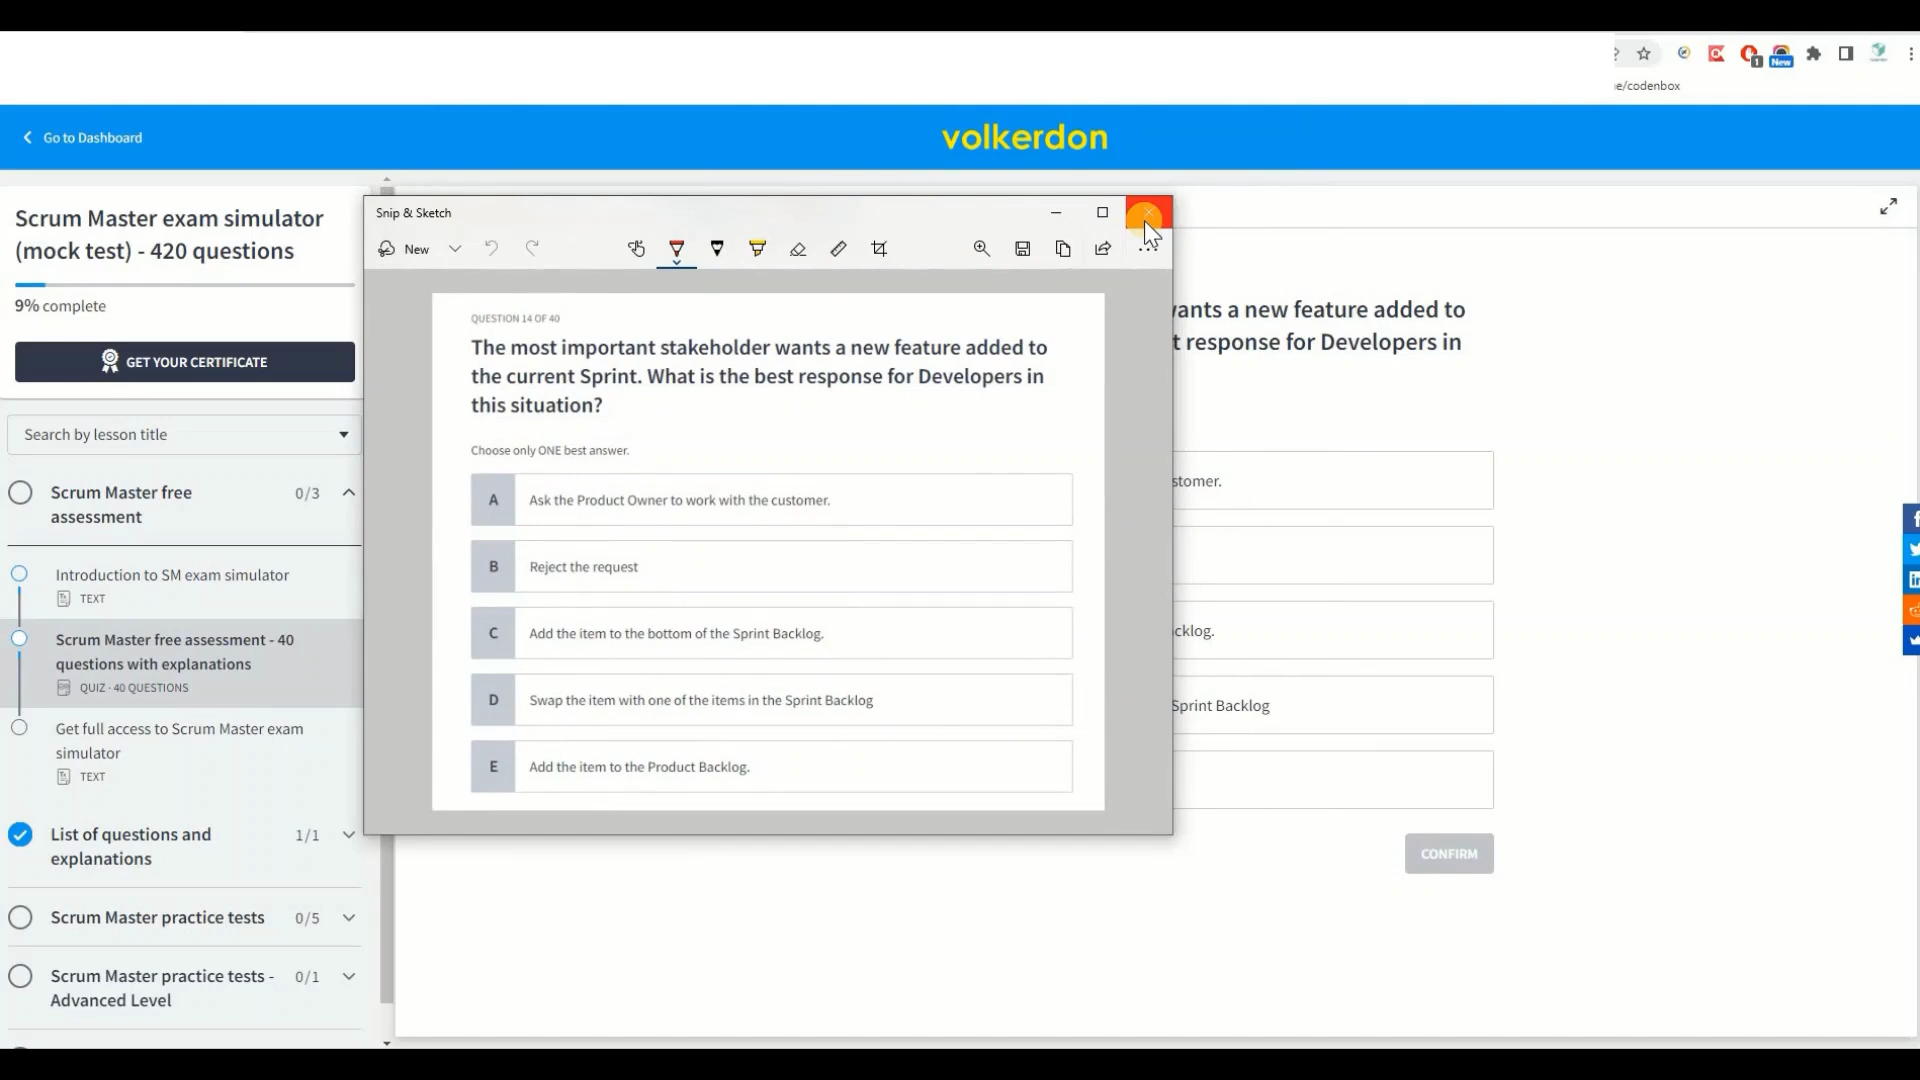 e/codenbox
New
1
Go to Dashboard
volkerdon
Scrum Master exam simulator
(mock test) - 420 questions
9% complete
GET YOUR CERTIFICATE
Search by lesson title
Scrum Master free
assessment
0/3
Introduction to SM exam simulator
TEXT
Scrum Master free assessment - 40
questions with explanations
QUIZ · 40 QUESTIONS
Get full access to Scrum Master exam
simulator
TEXT
List of questions and
explanations
1/1
Scrum Master practice tests
0/5
Scrum Master practice tests -
Advanced Level
0/1
Snip & Sketch
New
QUESTION 14 OF 40
The most important stakeholder wants a new feature added to
the current Sprint. What is the best response for Developers in
this situation?
Choose only ONE best answer.
A Ask the Product Owner to work with the customer.
B Reject the request
C Add the item to the bottom of the Sprint Backlog.
D Swap the item with one of the items in the Sprint Backlog
E Add the item to the Product Backlog.
ants a new feature added to
t response for Developers in
stomer.
cklog.
Sprint Backlog
CONFIRM